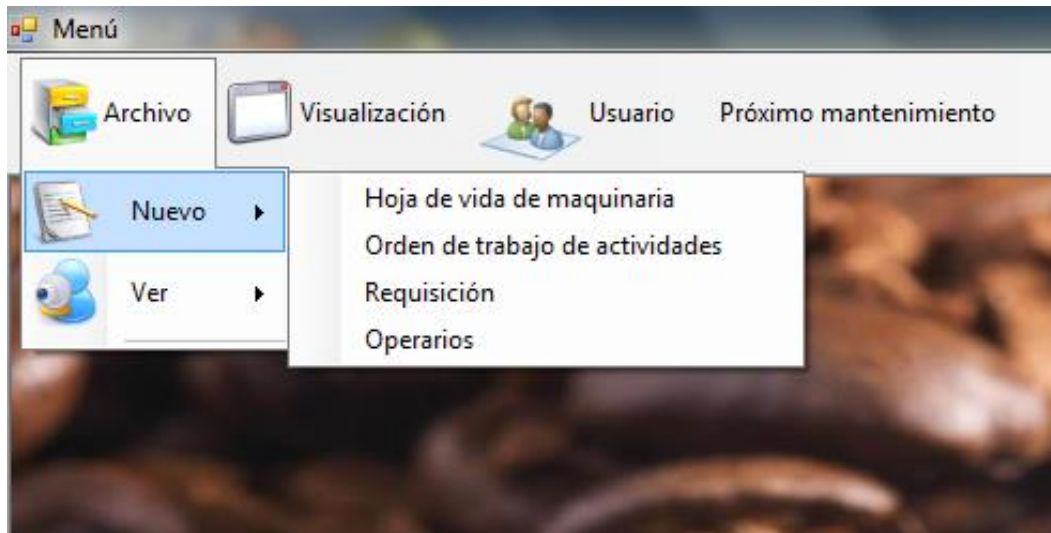 Menú
Archivo Visualización Usuario Próximo mantenimiento
Nuevo
Ver
Hoja de vida de maquinaria
Orden de trabajo de actividades
Requisición
Operarios